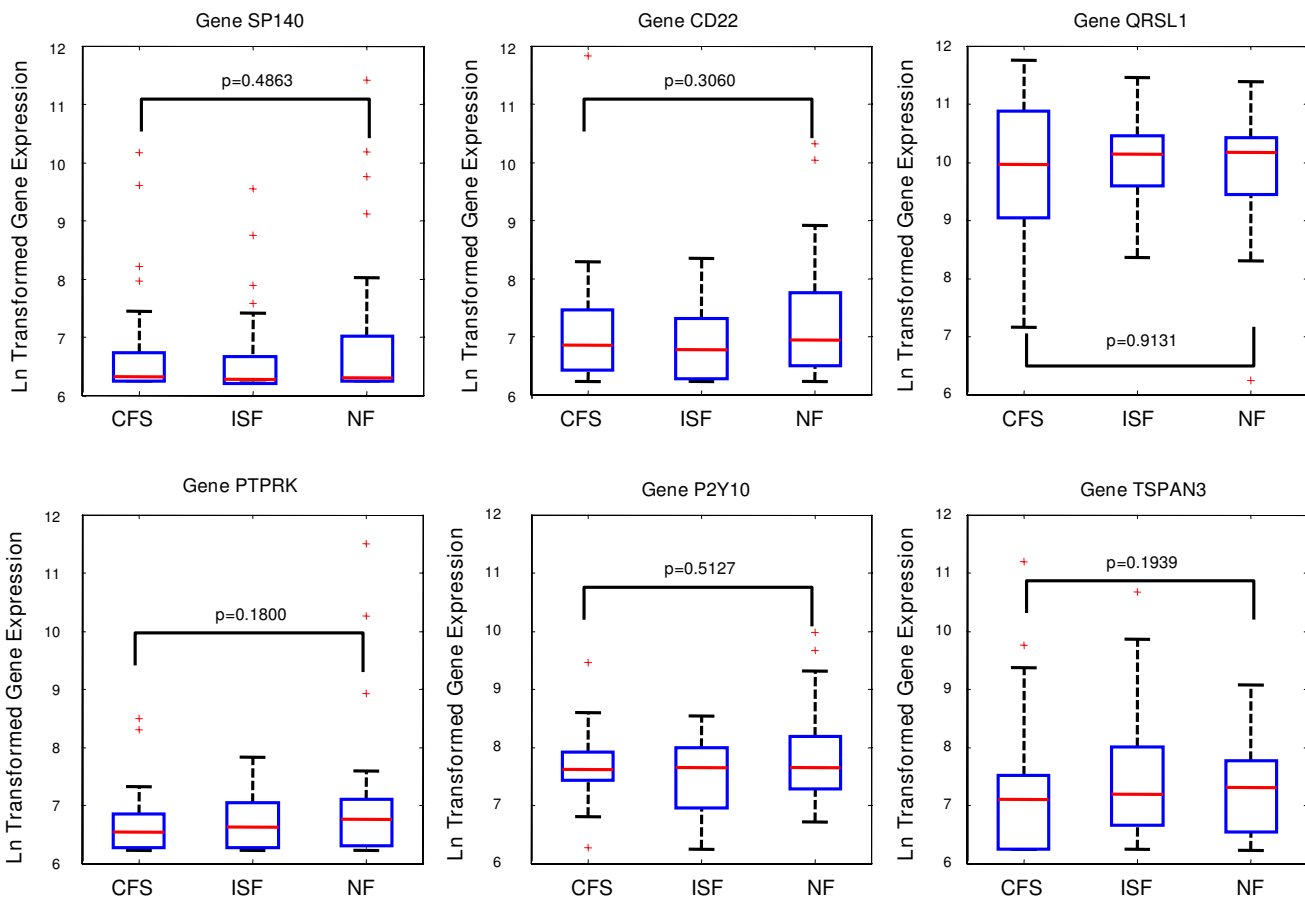 Gene SP140
Ln Transformed Gene Expression
12
11
10
9
8
7
6
p=0.4863
CFS
ISF
NF
Gene CD22
Ln Transformed Gene Expression
12
11
10
9
8
7
6
p=0.3060
CFS
ISF
NF
Gene QRSL1
Ln Transformed Gene Expression
12
11
10
9
8
7
6
p=0.9131
CFS
ISF
NF
Gene PTPRK
Ln Transformed Gene Expression
12
11
10
9
8
7
6
p=0.1800
CFS
ISF
NF
Gene P2Y10
Ln Transformed Gene Expression
12
11
10
9
8
7
6
p=0.5127
CFS
ISF
NF
Gene TSPAN3
Ln Transformed Gene Expression
12
11
10
9
8
7
6
p=0.1939
CFS
ISF
NF